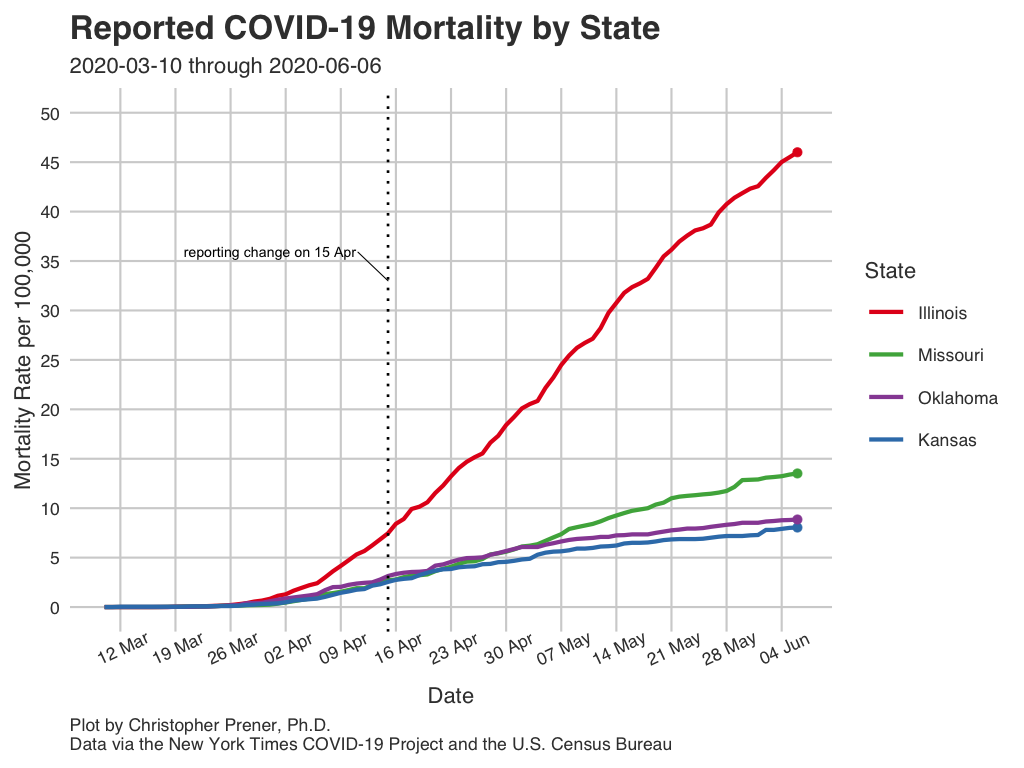 Reported COVID-19 Mortality by State
2020-03-10 through 2020-06-06
Mortality Rate per 100,000
50
45
40
35
30
25
20
15
10
5
0
reporting change on 15 Apr
12 Mar
19 Mar
26 Mar
02 Apr
09 Apr
16 Apr
23 Apr
30 Apr
07 May
14 May
21 May
28 May
04 Jun
Date
State
Illinois
Missouri
Oklahoma
Kansas
Plot by Christopher Prener, Ph.D.
Data via the New York Times COVID-19 Project and the U.S. Census Bureau